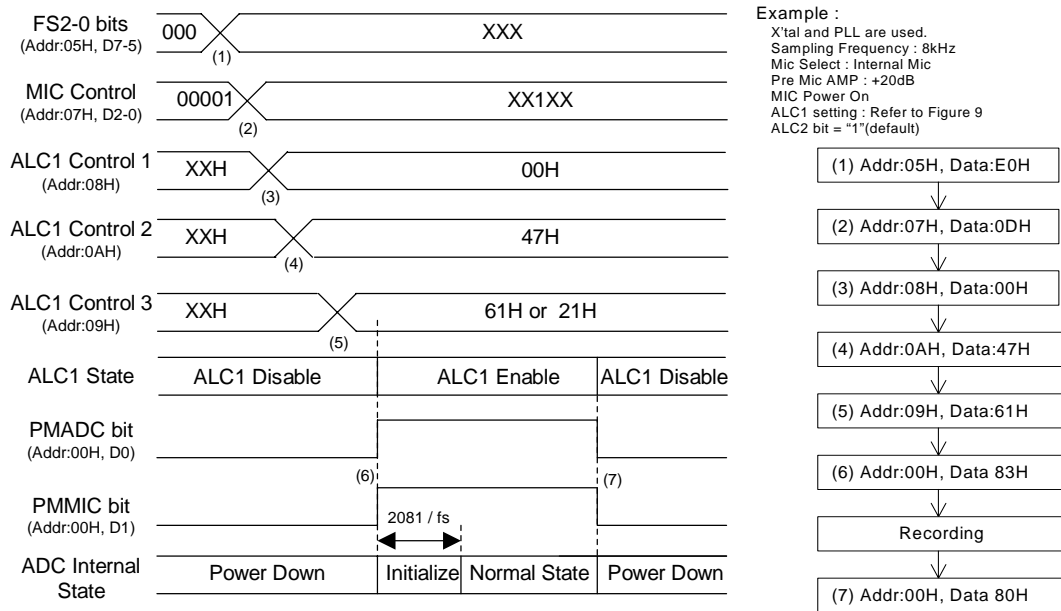 FS2-0 bits
(Addr:05H, D7-5)
000
XXX
(1)
MIC Control
(Addr:07H, D2-0)
00001
XX1XX
(2)
ALC1 Control 1
(Addr:08H)
XXH
00H
(3)
ALC1 Control 2
(Addr:0AH)
XXH
47H
(4)
ALC1 Control 3
(Addr:09H)
XXH
61H or 21H
(5)
ALC1 State
ALC1 Disable
ALC1 Enable
ALC1 Disable
PMADC bit
(Addr:00H, D0)
(6)
(7)
PMMIC bit
(Addr:00H, D1)
2081 / fs
ADC Internal
State
Power Down
Initialize
Normal State
Power Down
Example :
X'tal and PLL are used.
Sampling Frequency : 8kHz
Mic Select : Internal Mic
Pre Mic AMP : +20dB
MIC Power On
ALC1 setting : Refer to Figure 9
ALC2 bit = “1”(default)
(1) Addr:05H, Data:E0H
(2) Addr:07H, Data:0DH
(3) Addr:08H, Data:00H
(4) Addr:0AH, Data:47H
(5) Addr:09H, Data:61H
(6) Addr:00H, Data 83H
Recording
(7) Addr:00H, Data 80H